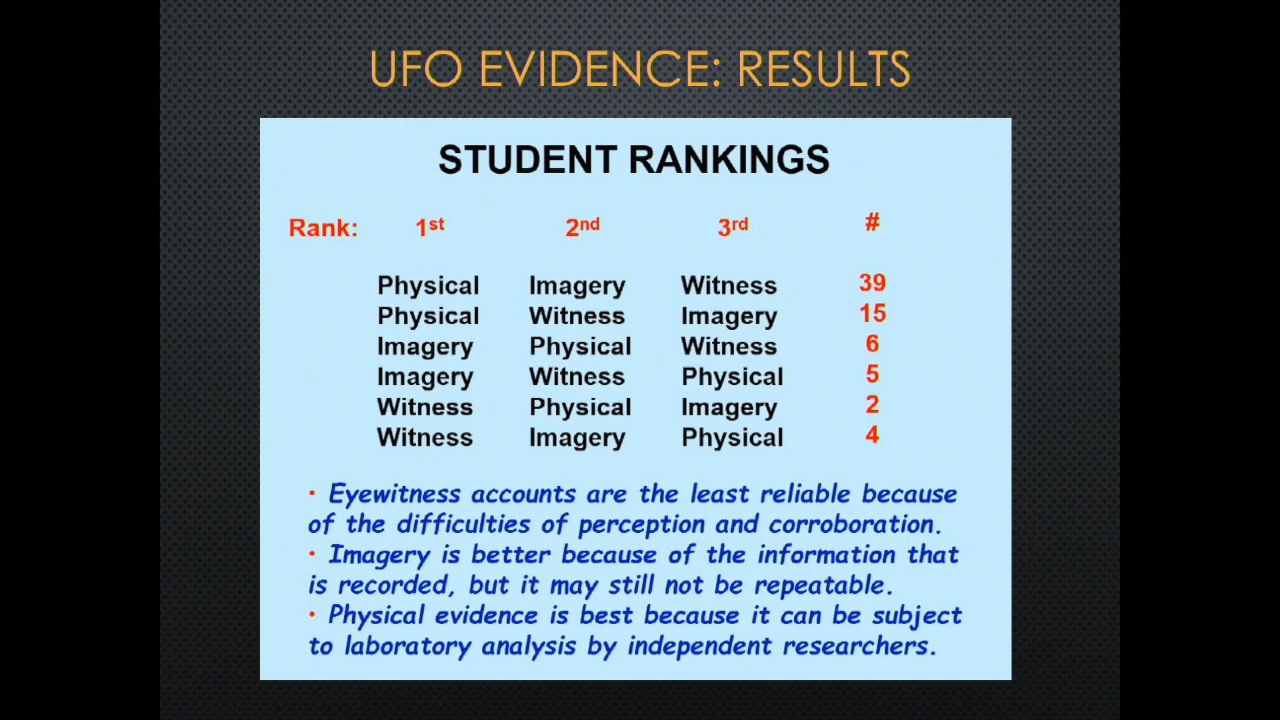 UFO EVIDENCE: RESULTS
STUDENT RANKINGS
Rank: 1st 2nd 3rd #
Physical Imagery Witness 39
Physical Witness Imagery 15
Imagery Physical Witness 6
Imagery Witness Physical 5
Witness Physical Imagery 2
Witness Imagery Physical 4
• Eyewitness accounts are the least reliable because
of the difficulties of perception and corroboration.
• Imagery is better because of the information that
is recorded, but it may still not be repeatable.
• Physical evidence is best because it can be subject
to laboratory analysis by independent researchers.